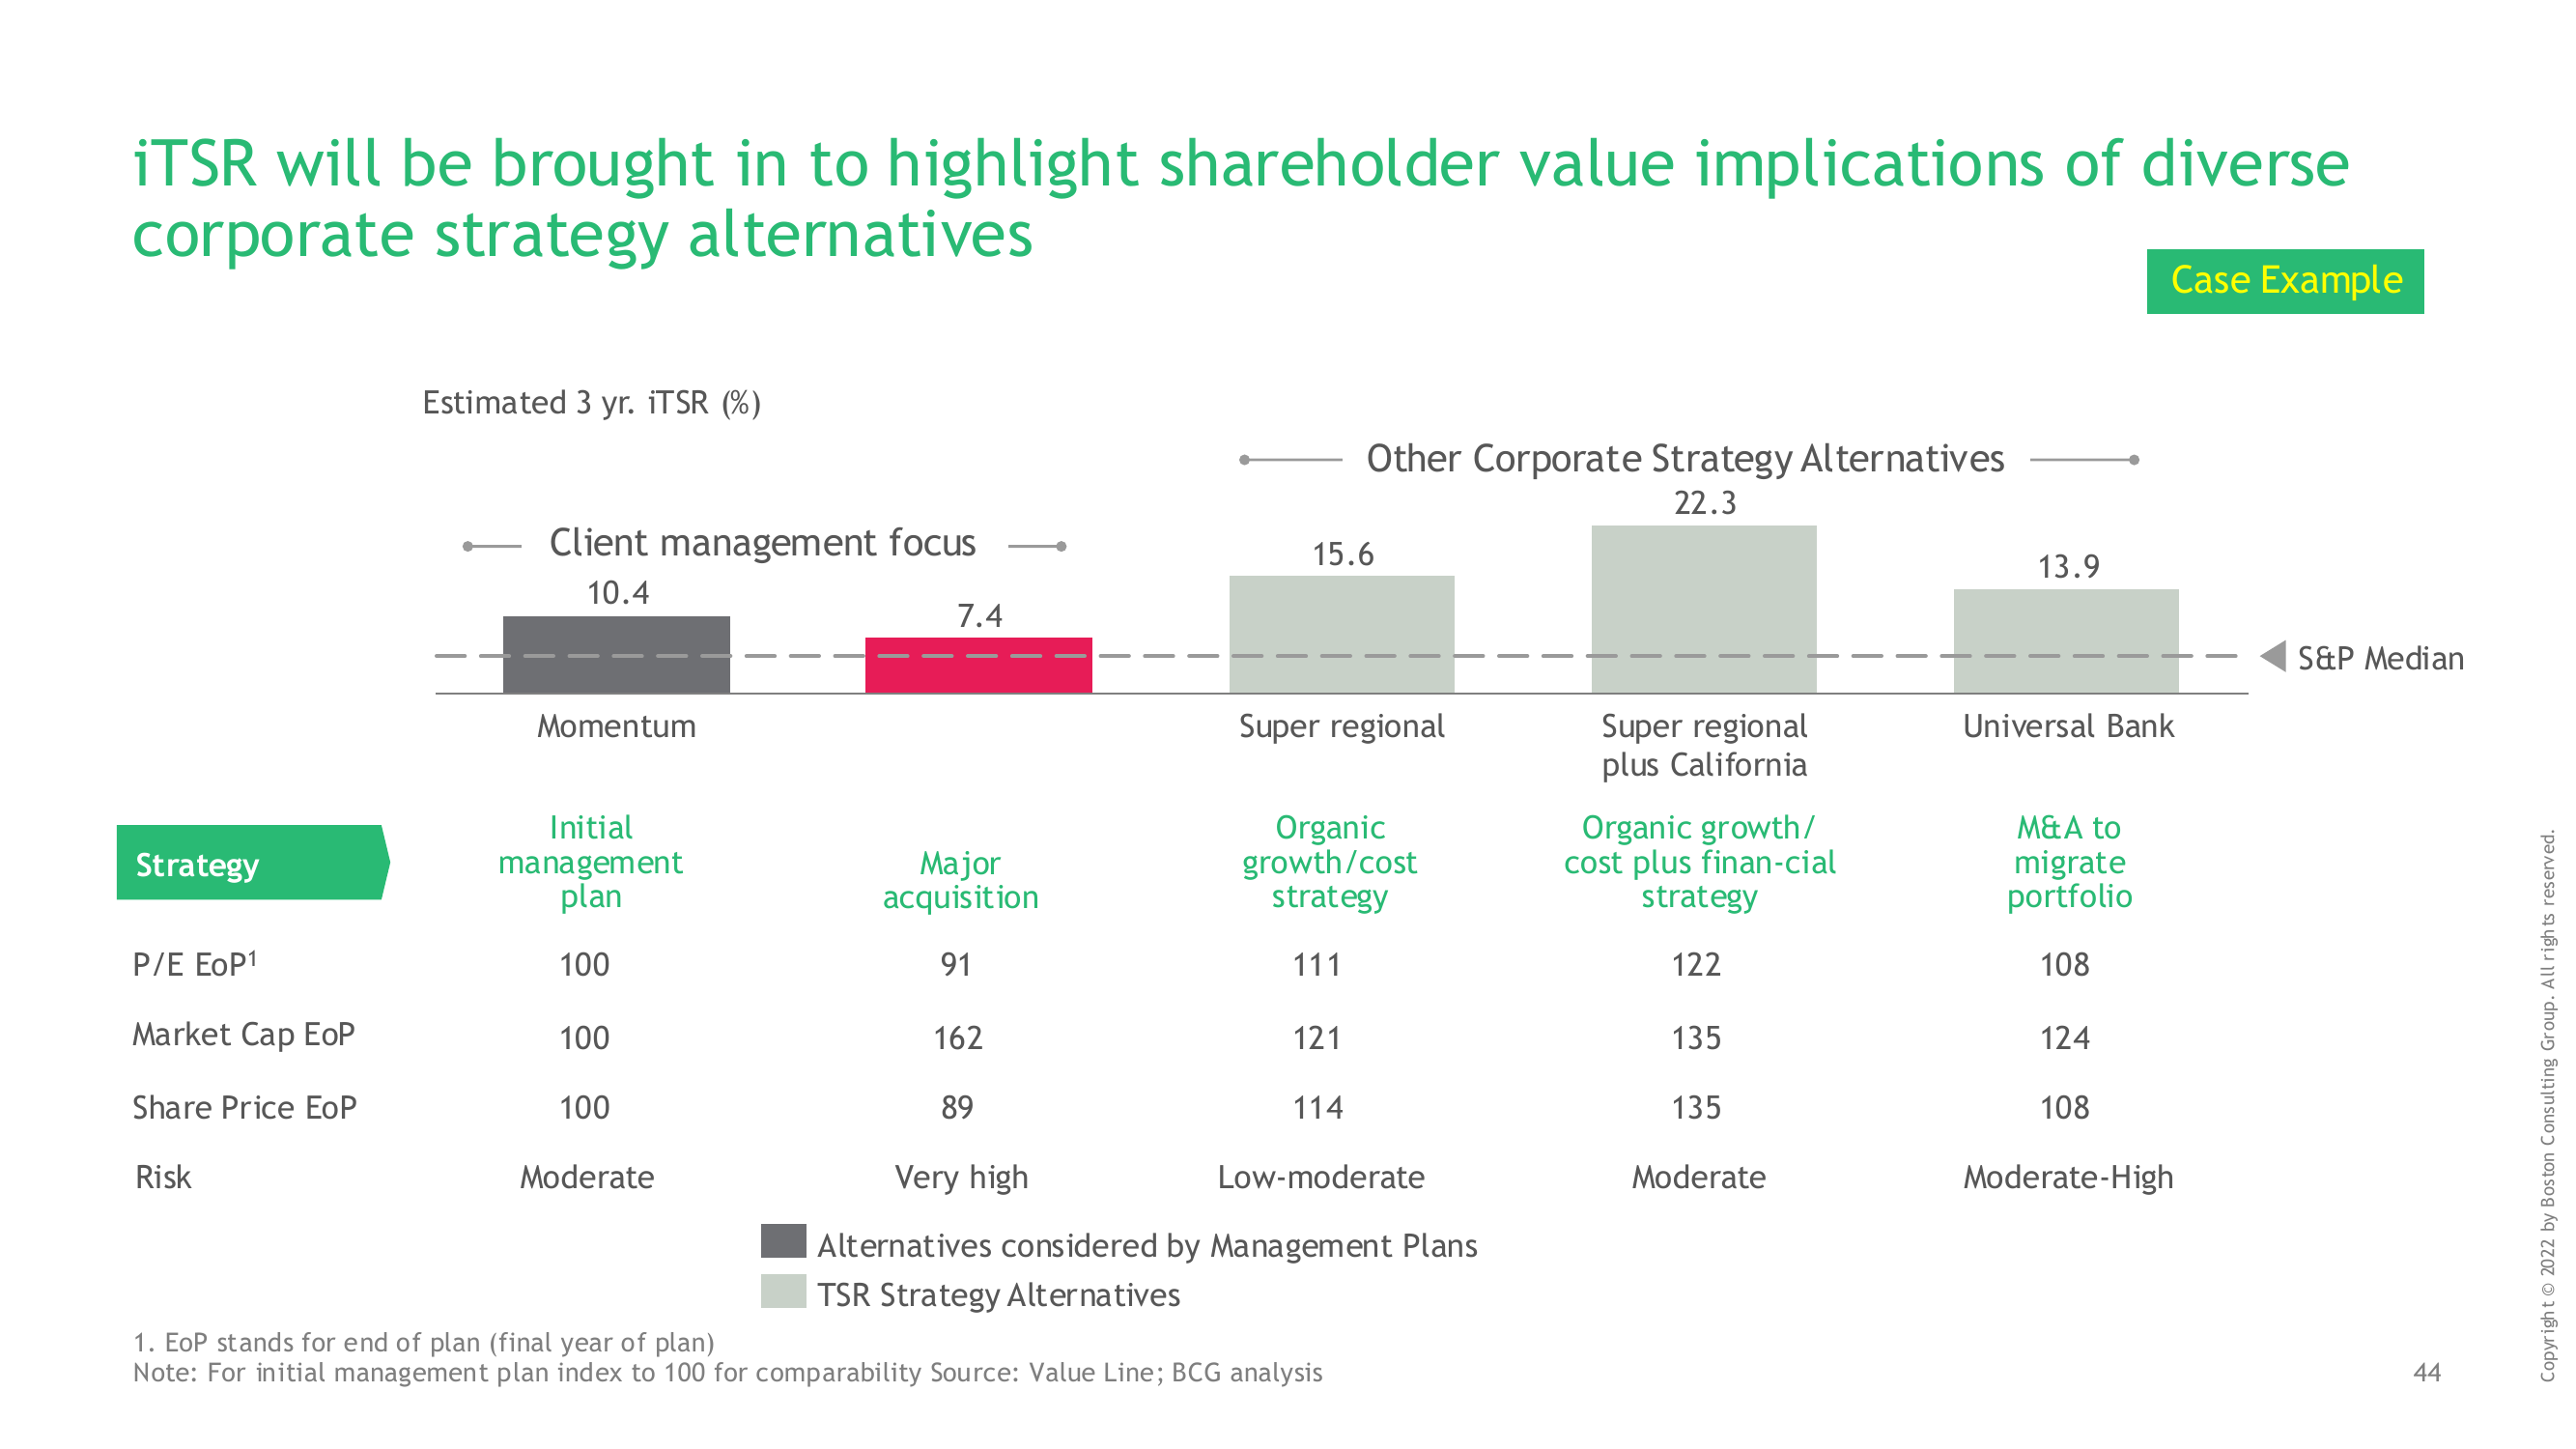 iTSR will be brought in to highlight shareholder value implications of diverse
corporate strategy alternatives
Case Example
Estimated 3 yr. iTSR (%)
Other Corporate Strategy Alternatives
Client management focus
10.4
7.4
15.6
22.3
13.9
S&P Median
Momentum
Super regional
Super regional
plus California
Universal Bank
Strategy
Initial
management
plan
Major
acquisition
Organic
growth/cost
strategy
Organic growth/
cost plus finan-cial
strategy
M&A to
migrate
portfolio
P/E EoP¹ 100 91 111 122 108
Market Cap EoP 100 162 121 135 124
Share Price EoP 100 89 114 135 108
Risk Moderate Very high Low-moderate Moderate Moderate-High
Alternatives considered by Management Plans
TSR Strategy Alternatives
1. EoP stands for end of plan (final year of plan)
Note: For initial management plan index to 100 for comparability Source: Value Line; BCG analysis
44
Copyright © 2022 by Boston Consulting Group. All rights reserved.